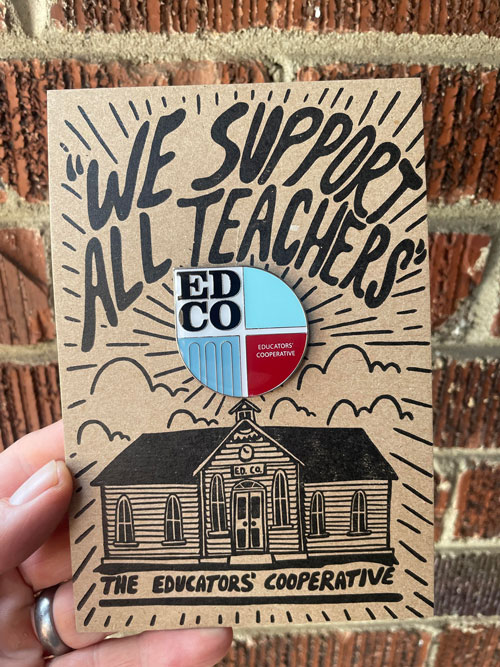 "WE SUPPORT
ALL TEACHERS"
ED
CO
EDUCATORS'
COOPERATIVE
ED. CO.
THE EDUCATORS' COOPERATIVE